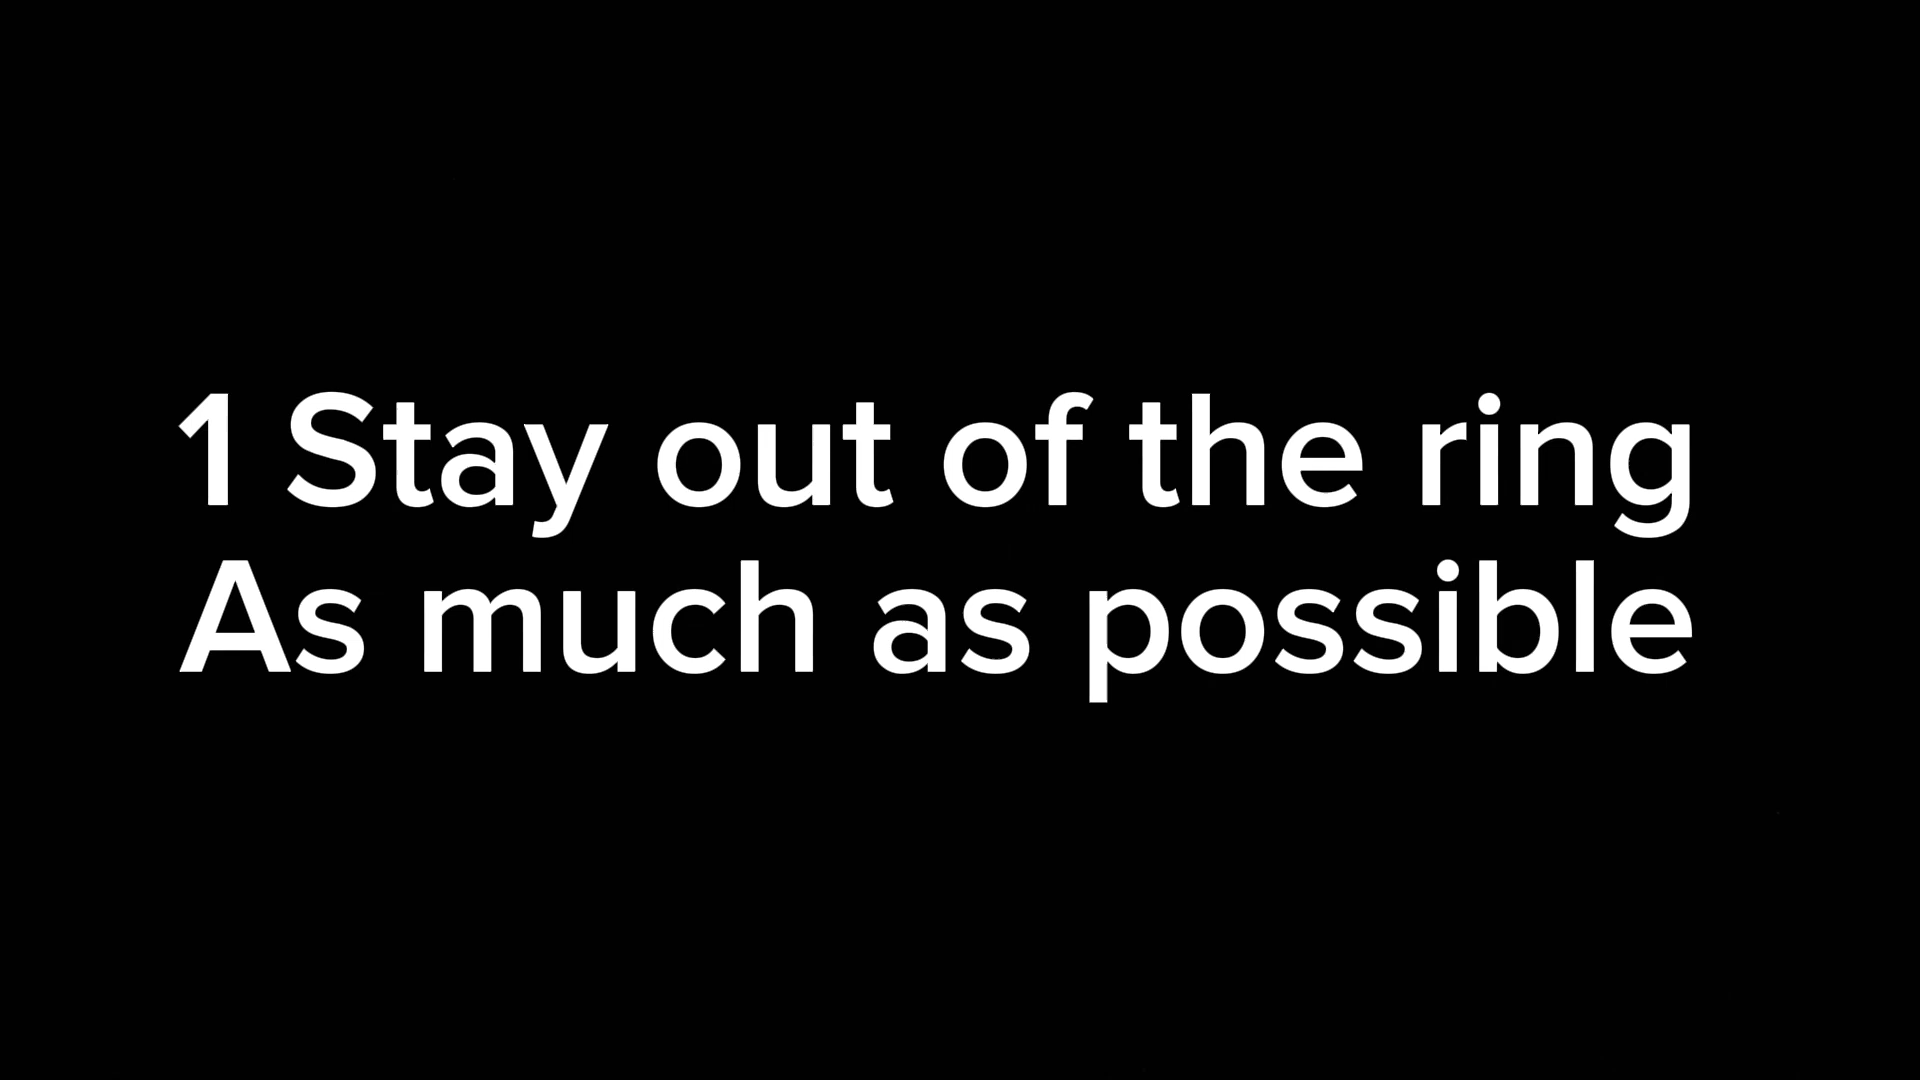 1 Stay out of the ring
As much as possible